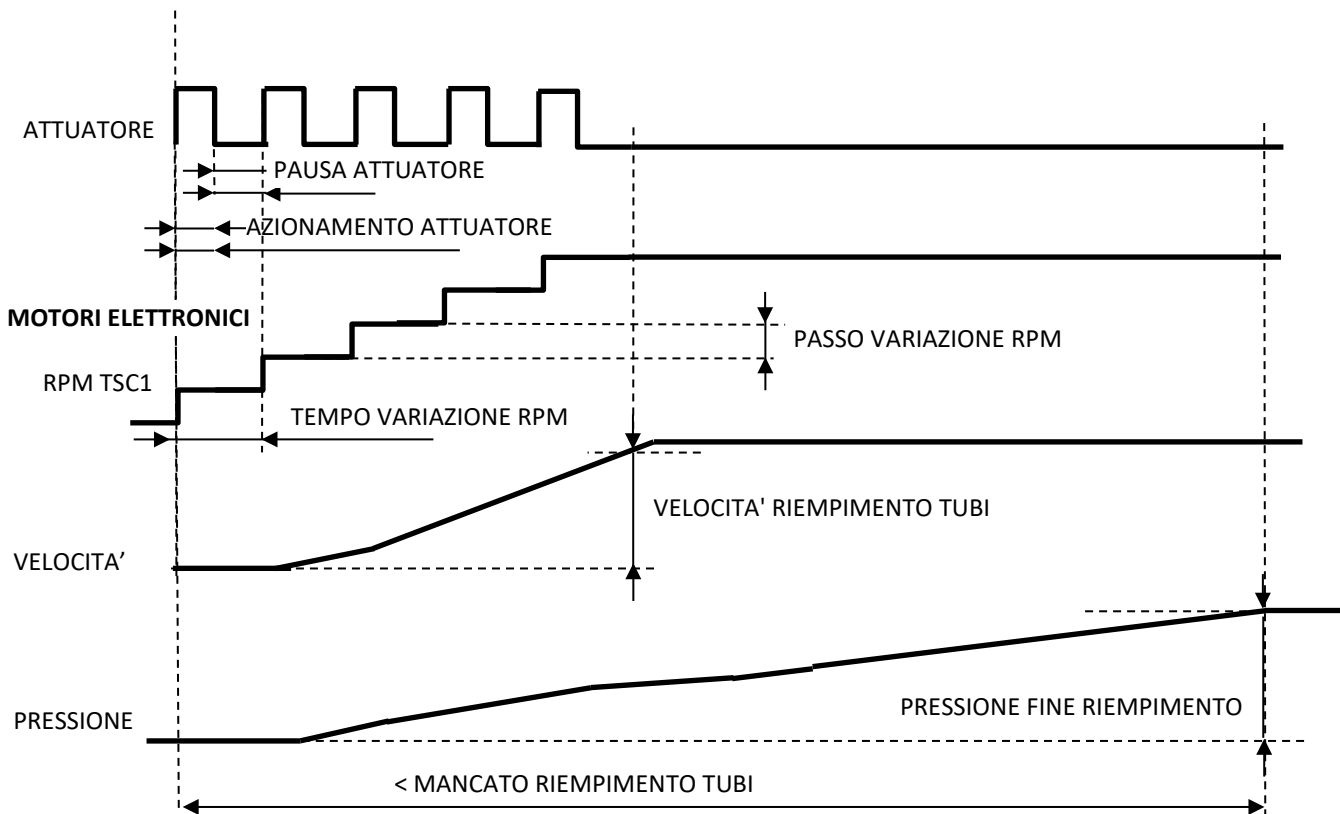 ATTUATORE
PAUSA ATTUATORE
AZIONAMENTO ATTUATORE
MOTORI ELETTRONICI
PASSO VARIAZIONE RPM
RPM TSC1
TEMPO VARIAZIONE RPM
VELOCITA' RIEMPIMENTO TUBI
VELOCITA’
PRESSIONE FINE RIEMPIMENTO
PRESSIONE
< MANCATO RIEMPIMENTO TUBI